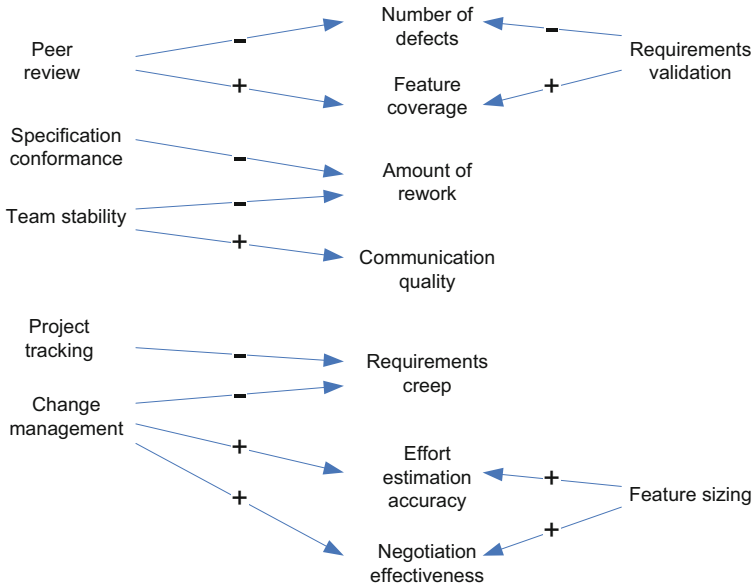 Peer
review
Number of
defects
Requirements
validation
Feature
coverage
Specification
conformance
Amount of
rework
Team stability
Communication
quality
Project
tracking
Requirements
creep
Change
management
Effort
estimation
accuracy
Feature sizing
Negotiation
effectiveness
-
-
+
+
-
-
+
-
-
+
+
+
+